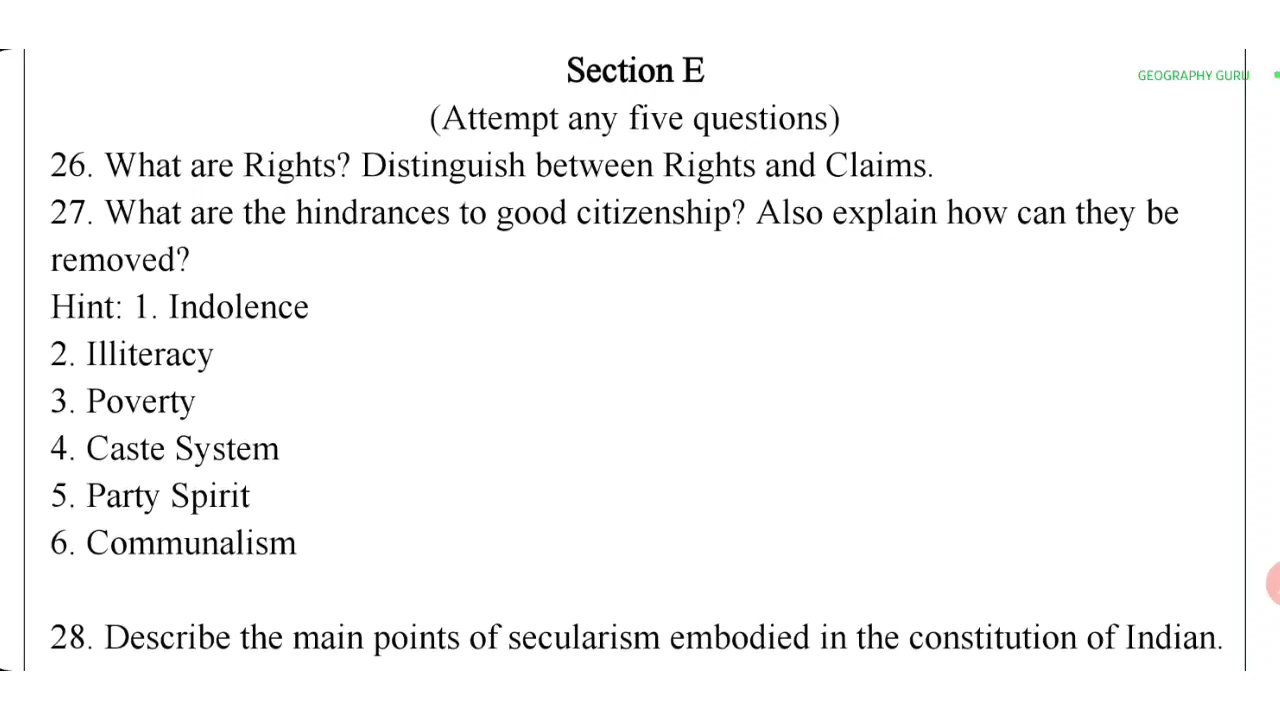 Section E
GEOGRAPHY GURU
(Attempt any five questions)
26. What are Rights? Distinguish between Rights and Claims.
27. What are the hindrances to good citizenship? Also explain how can they be
removed?
Hint: 1. Indolence
2. Illiteracy
3. Poverty
4. Caste System
5. Party Spirit
6. Communalism
28. Describe the main points of secularism embodied in the constitution of Indian.